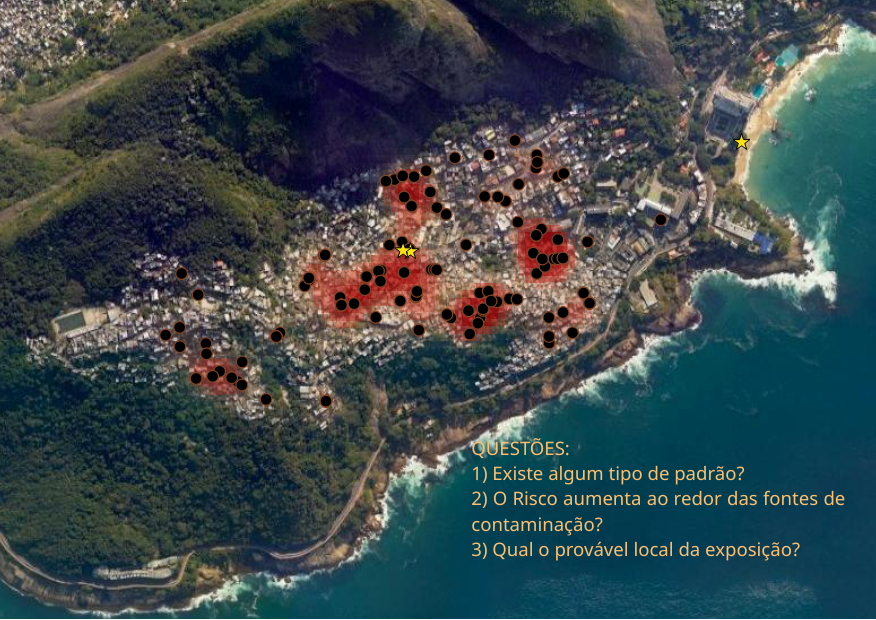 QUESTÕES:
1) Existe algum tipo de padrão?
2) O Risco aumenta ao redor das fontes de
contaminação?
3) Qual o provável local da exposição?